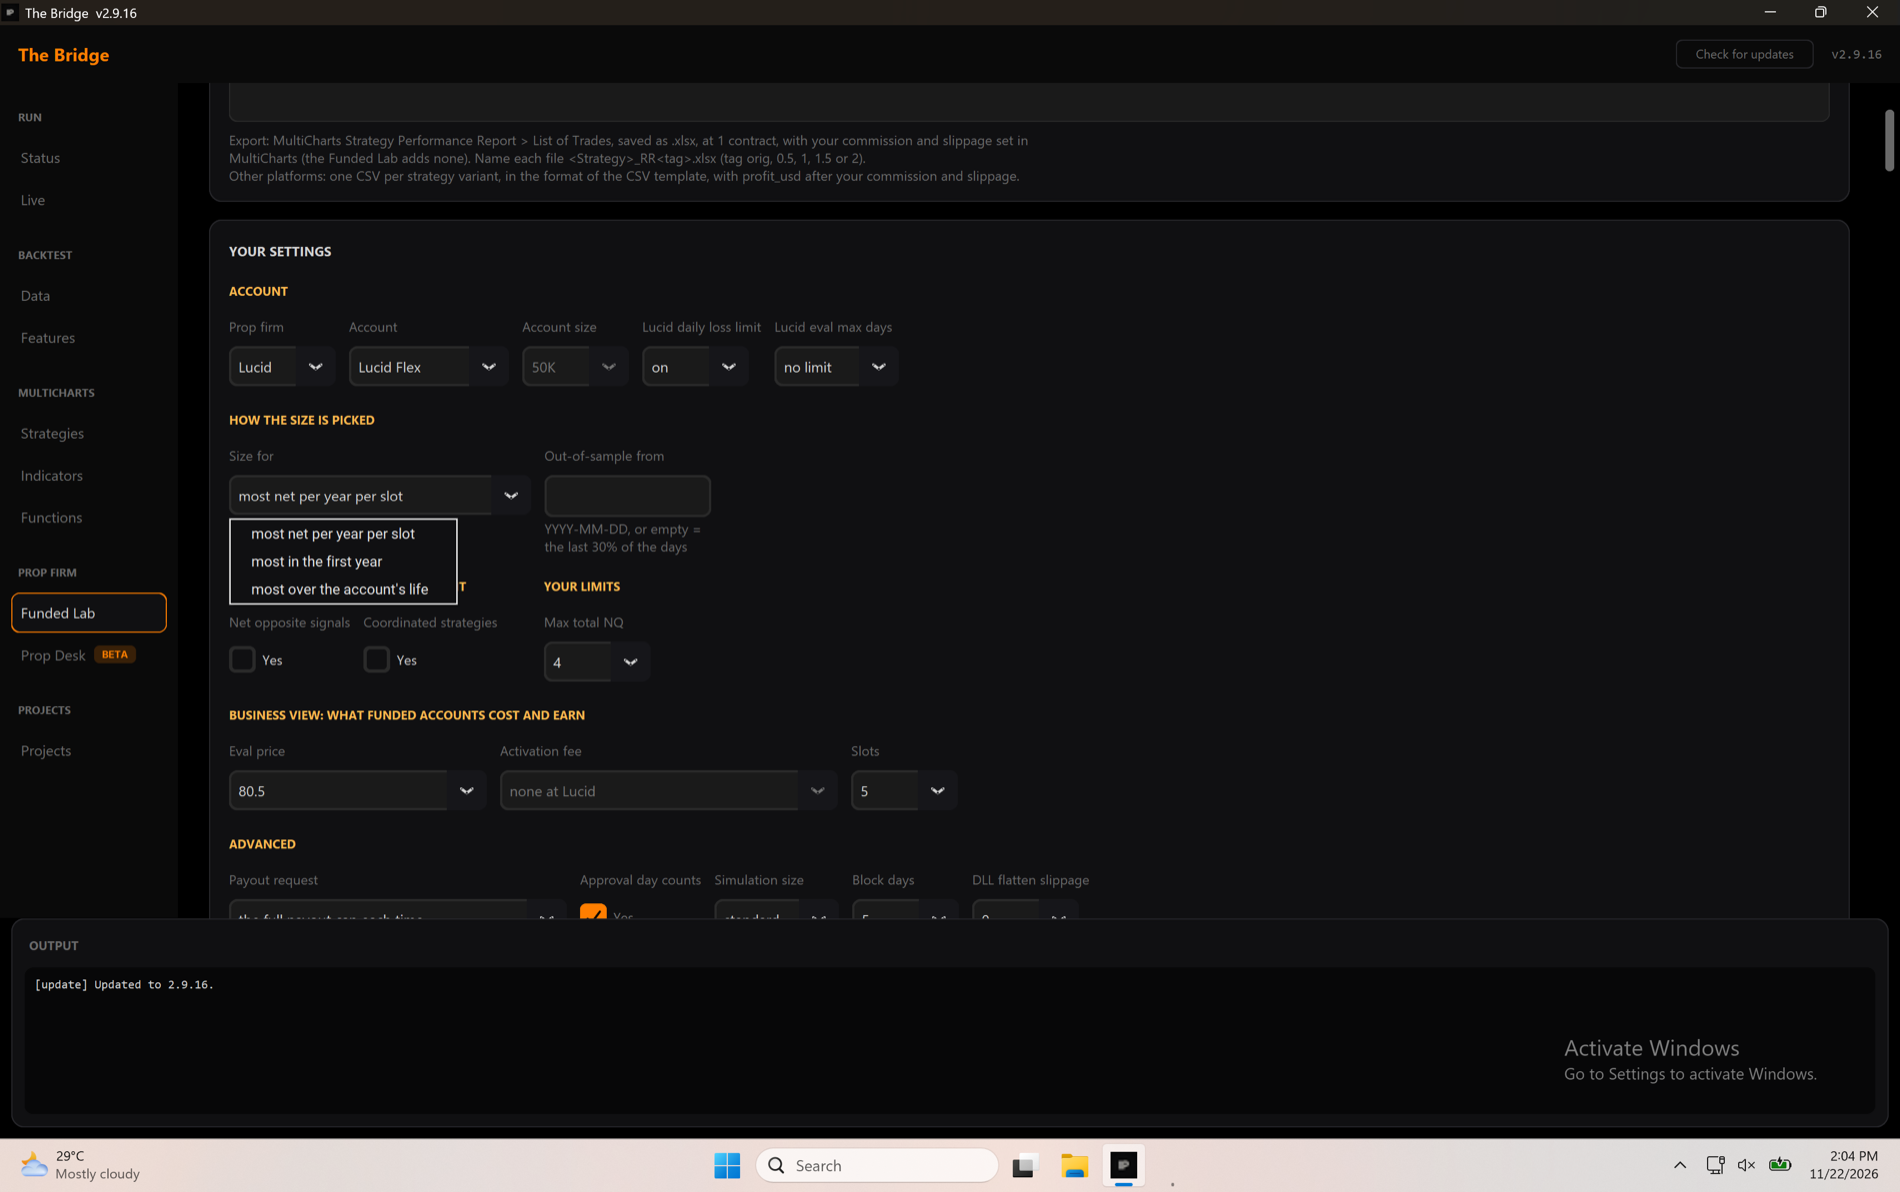 The Bridge v2.9.16
The Bridge
Check for updates
v2.9.16
RUN
Status
Live
BACKTEST
Data
Features
MULTICHARTS
Strategies
Indicators
Functions
PROP FIRM
Funded Lab
Prop Desk BETA
PROJECTS
Projects
Export: MultiCharts Strategy Performance Report > List of Trades, saved as .xlsx, at 1 contract, with your commission and slippage set in
MultiCharts (the Funded Lab adds none). Name each file <Strategy>_RR<tag>.xlsx (tag orig, 0.5, 1, 1.5 or 2).
Other platforms: one CSV per strategy variant, in the format of the CSV template, with profit_usd after your commission and slippage.
YOUR SETTINGS
ACCOUNT
Prop firm Account Account size Lucid daily loss limit Lucid eval max days
Lucid Lucid Flex 50K on no limit
HOW THE SIZE IS PICKED
Size for Out-of-sample from
most net per year per slot
YYYY-MM-DD, or empty =
the last 30% of the days
most net per year per slot
most in the first year
most over the account's life
T YOUR LIMITS
Net opposite signals Coordinated strategies Max total NQ
Yes Yes 4
BUSINESS VIEW: WHAT FUNDED ACCOUNTS COST AND EARN
Eval price Activation fee Slots
80.5 none at Lucid 5
ADVANCED
Payout request Approval day counts Simulation size Block days DLL flatten slippage
the full payout cap each time Yes standard 5
OUTPUT
[update] Updated to 2.9.16.
Activate Windows
Go to Settings to activate Windows.
29°C
Mostly cloudy
Search
2:04 PM
11/22/2026